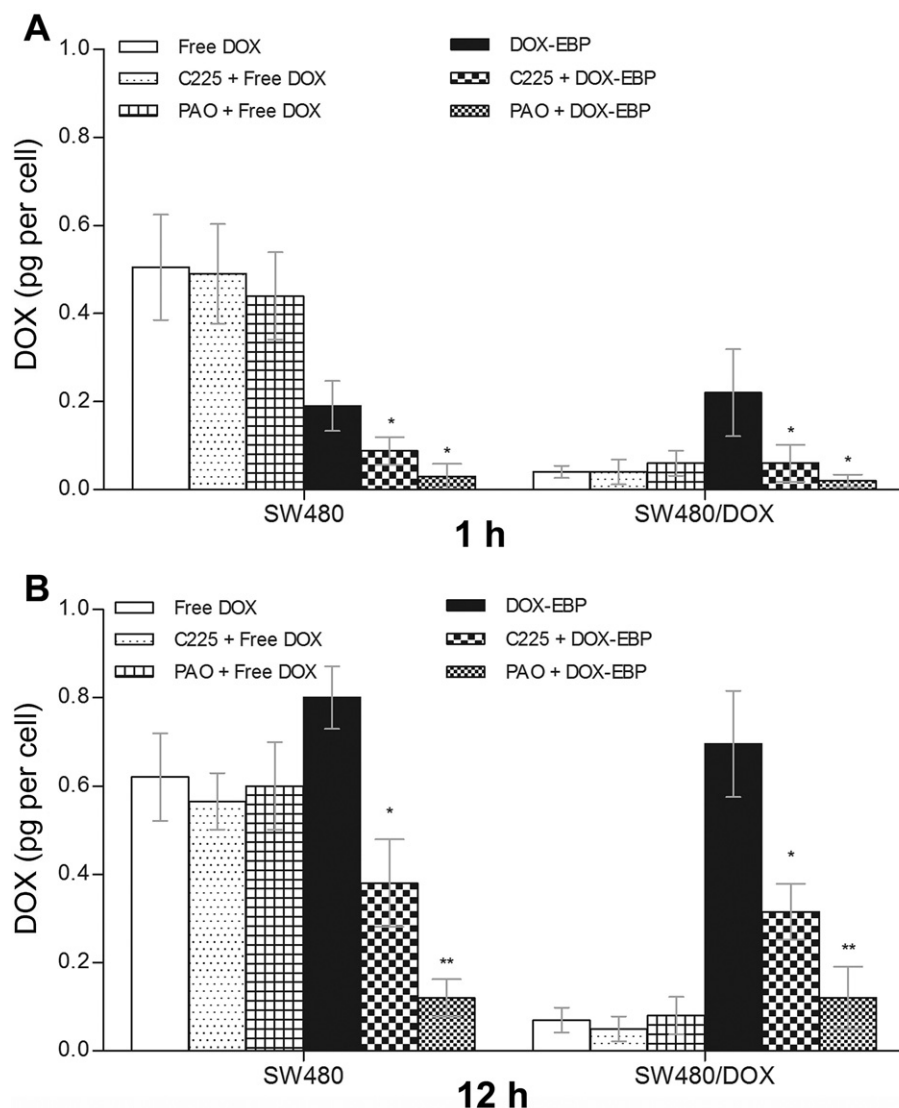 A
Free DOX
C225 + Free DOX
PAO + Free DOX
DOX-EBP
C225 + DOX-EBP
PAO + DOX-EBP
DOX (pg per cell)
1.0
0.8
0.6
0.4
0.2
0.0
* * * *
SW480 SW480/DOX
1 h
B
Free DOX
C225 + Free DOX
PAO + Free DOX
DOX-EBP
C225 + DOX-EBP
PAO + DOX-EBP
DOX (pg per cell)
1.0
0.8
0.6
0.4
0.2
0.0
* ** * **
SW480 SW480/DOX
12 h